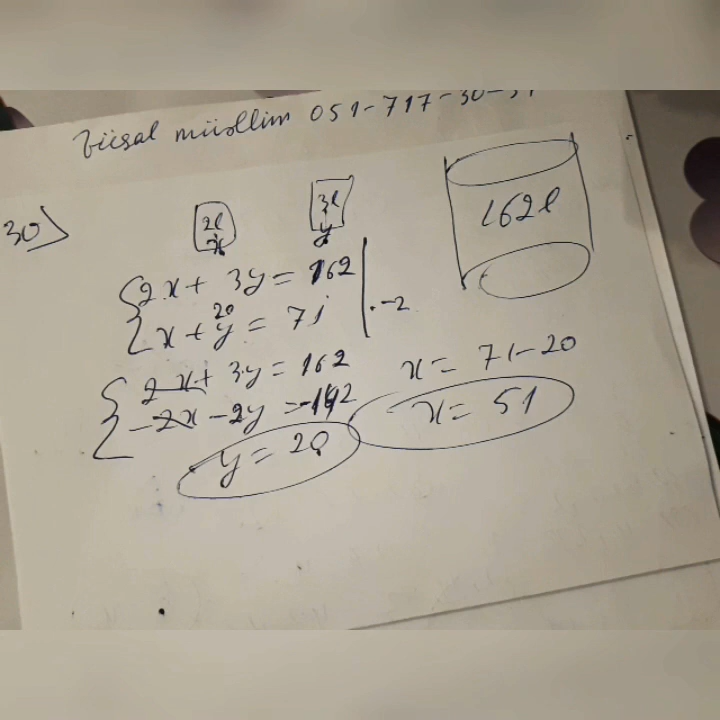 müəllim 051-717-30-
30)
2l x
3l y
162l
2x + 3y = 162
x + y = 71 | · -2
20
2x + 3y = 162
-2x - 2y = -142
y = 20
x = 71 - 20
x = 51